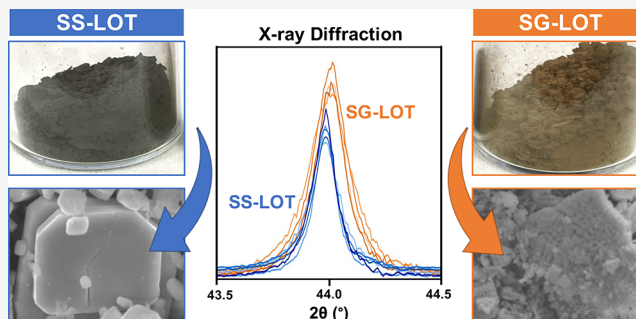 SS-LOT
X-ray Diffraction
SG-LOT
SG-LOT
SS-LOT
43.5
44.0
44.5
2θ (°)